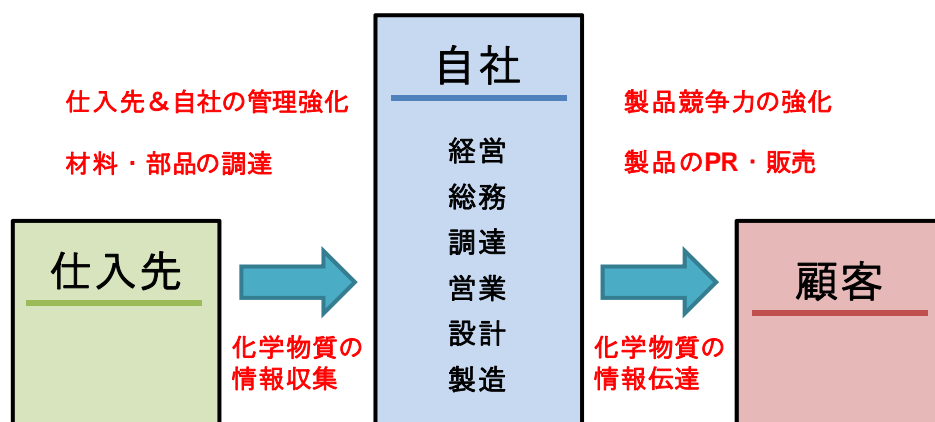 自社
仕入先＆自社の管理強化
製品競争力の強化
材料・部品の調達
製品のPR・販売
経営
総務
調達
営業
設計
製造
仕入先
顧客
化学物質の
情報収集
化学物質の
情報伝達